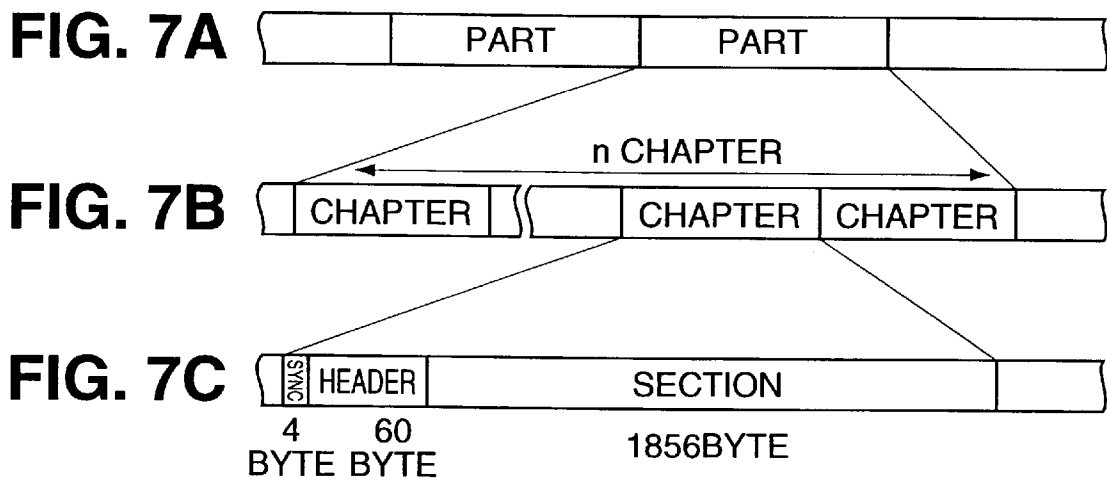 FIG. 7A PART PART
n CHAPTER
FIG. 7B CHAPTER CHAPTER CHAPTER
FIG. 7C SYNC HEADER SECTION
4 60 1856BYTE
BYTE BYTE